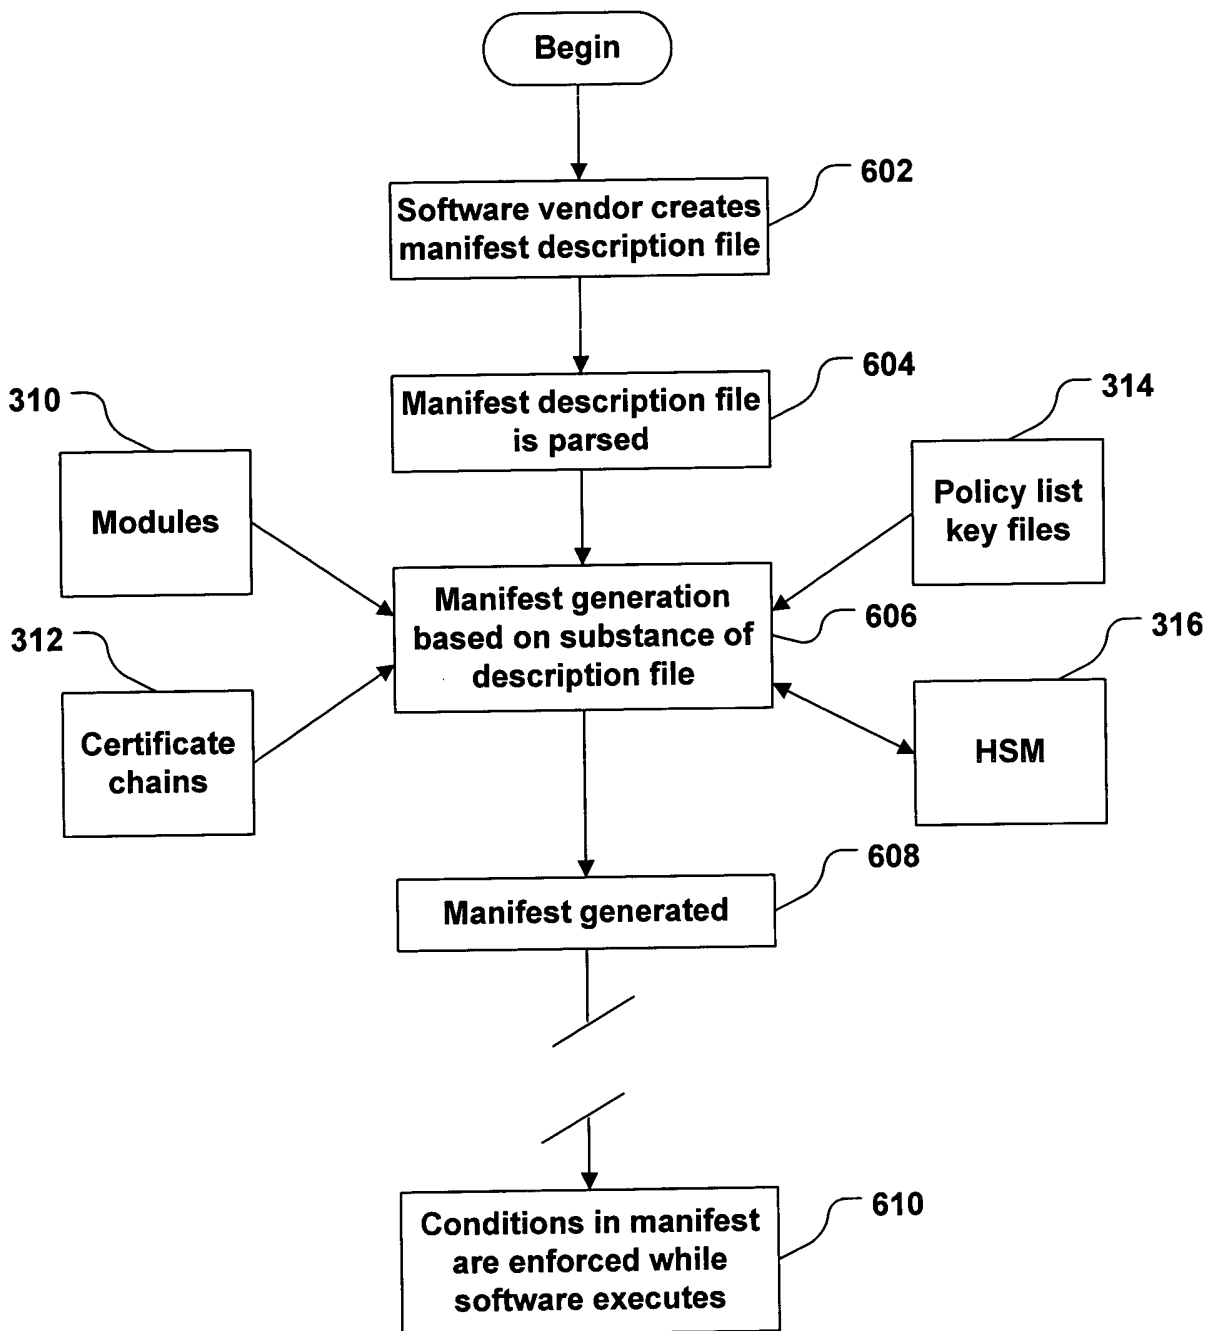 Begin
602
Software vendor creates
manifest description file
604
Manifest description file
is parsed
310
Modules
314
Policy list
key files
Manifest generation
based on substance of
description file
606
312
Certificate
chains
316
HSM
608
Manifest generated
610
Conditions in manifest
are enforced while
software executes